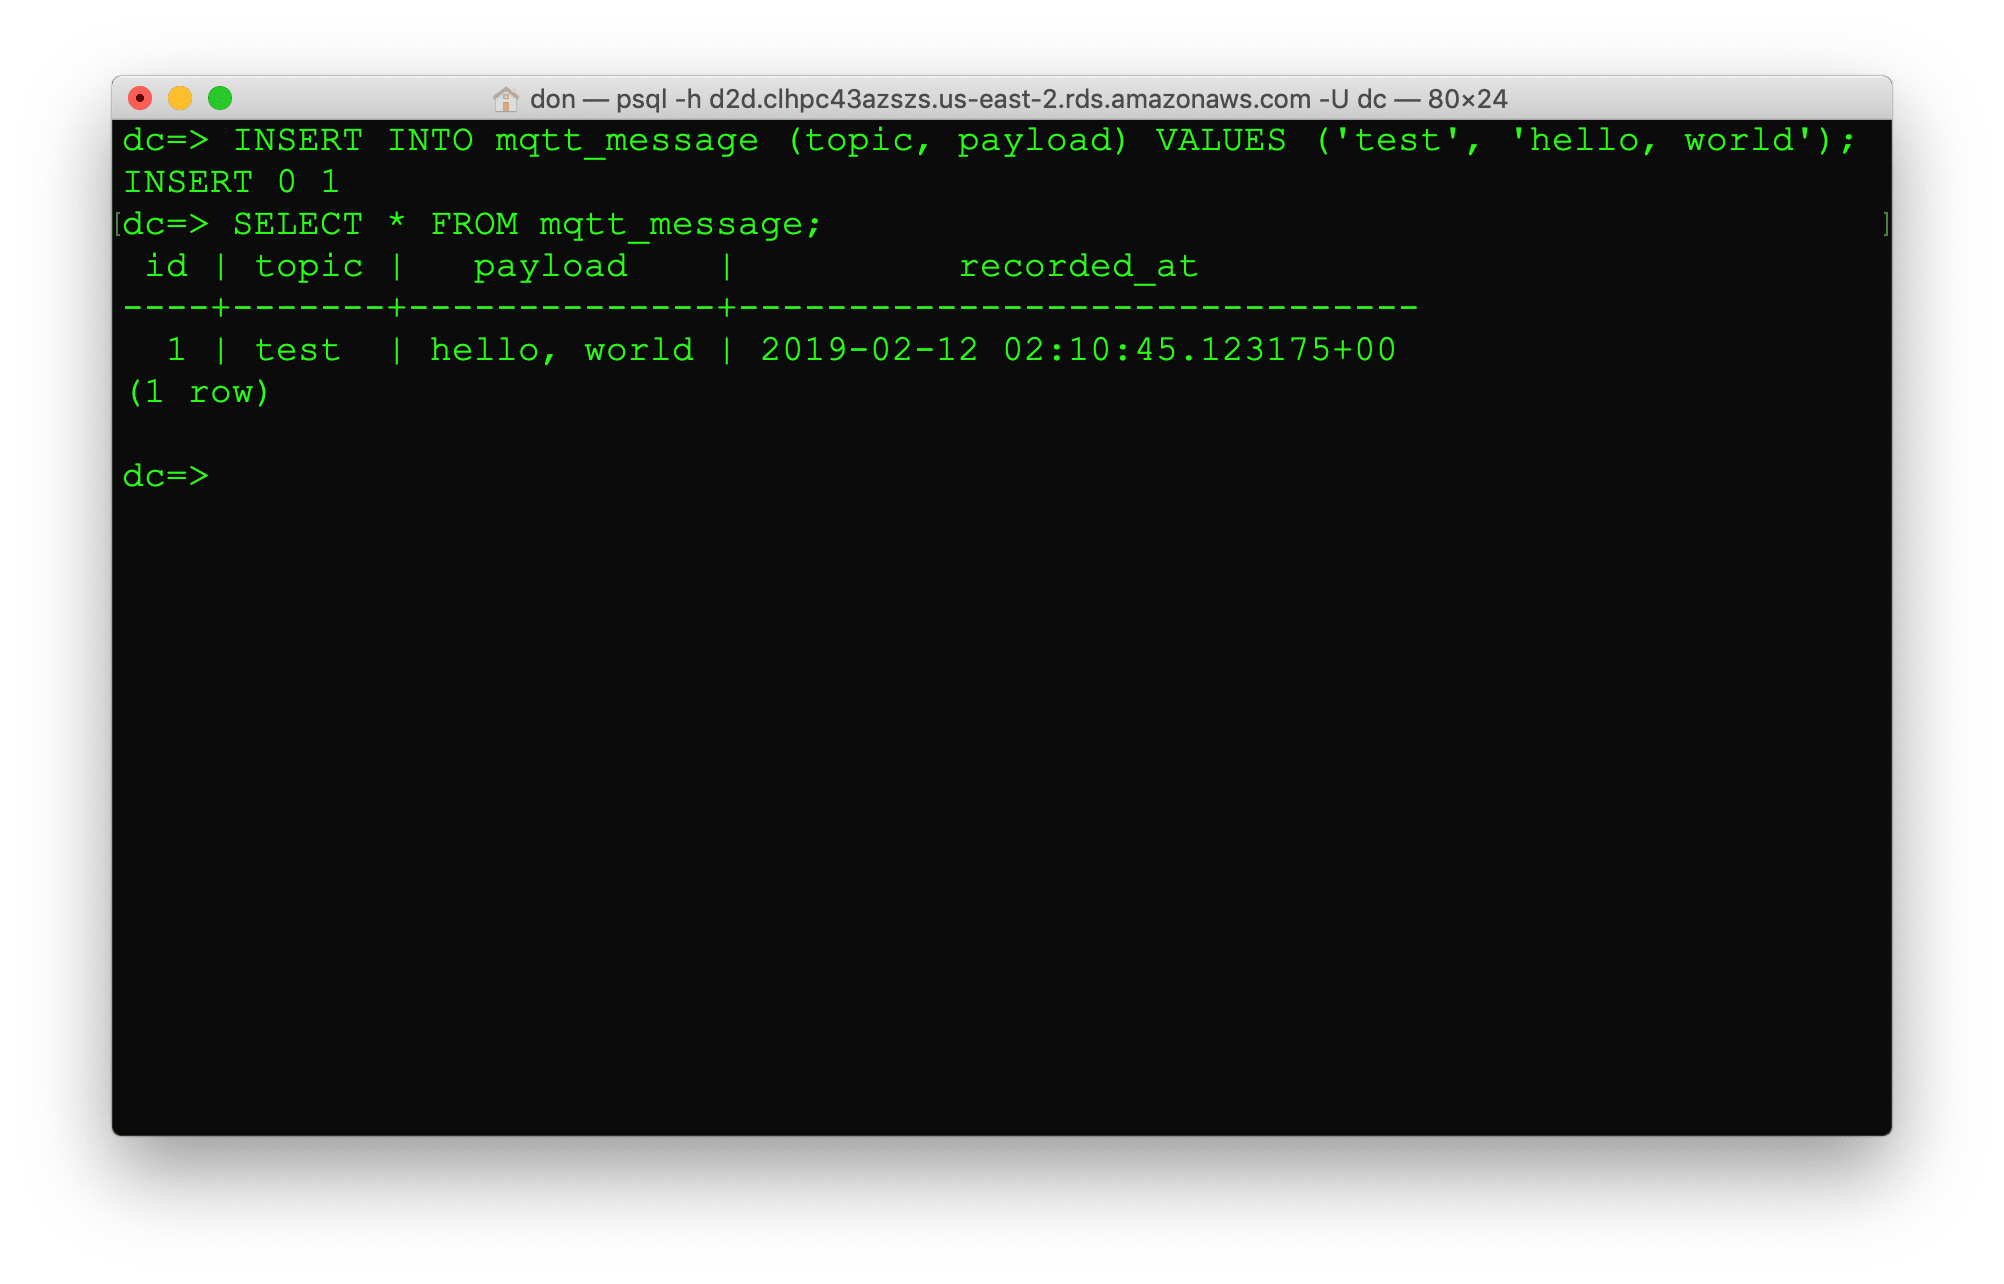 don — psql -h d2d.clhpc43azszs.us-east-2.rds.amazonaws.com -U dc — 80×24
dc=> INSERT INTO mqtt_message (topic, payload) VALUES ('test', 'hello, world');
INSERT 0 1
[dc=> SELECT * FROM mqtt_message; ]
 id | topic |   payload    |          recorded_at
----+-------+--------------+-------------------------------
  1 | test  | hello, world | 2019-02-12 02:10:45.123175+00
(1 row)
dc=>